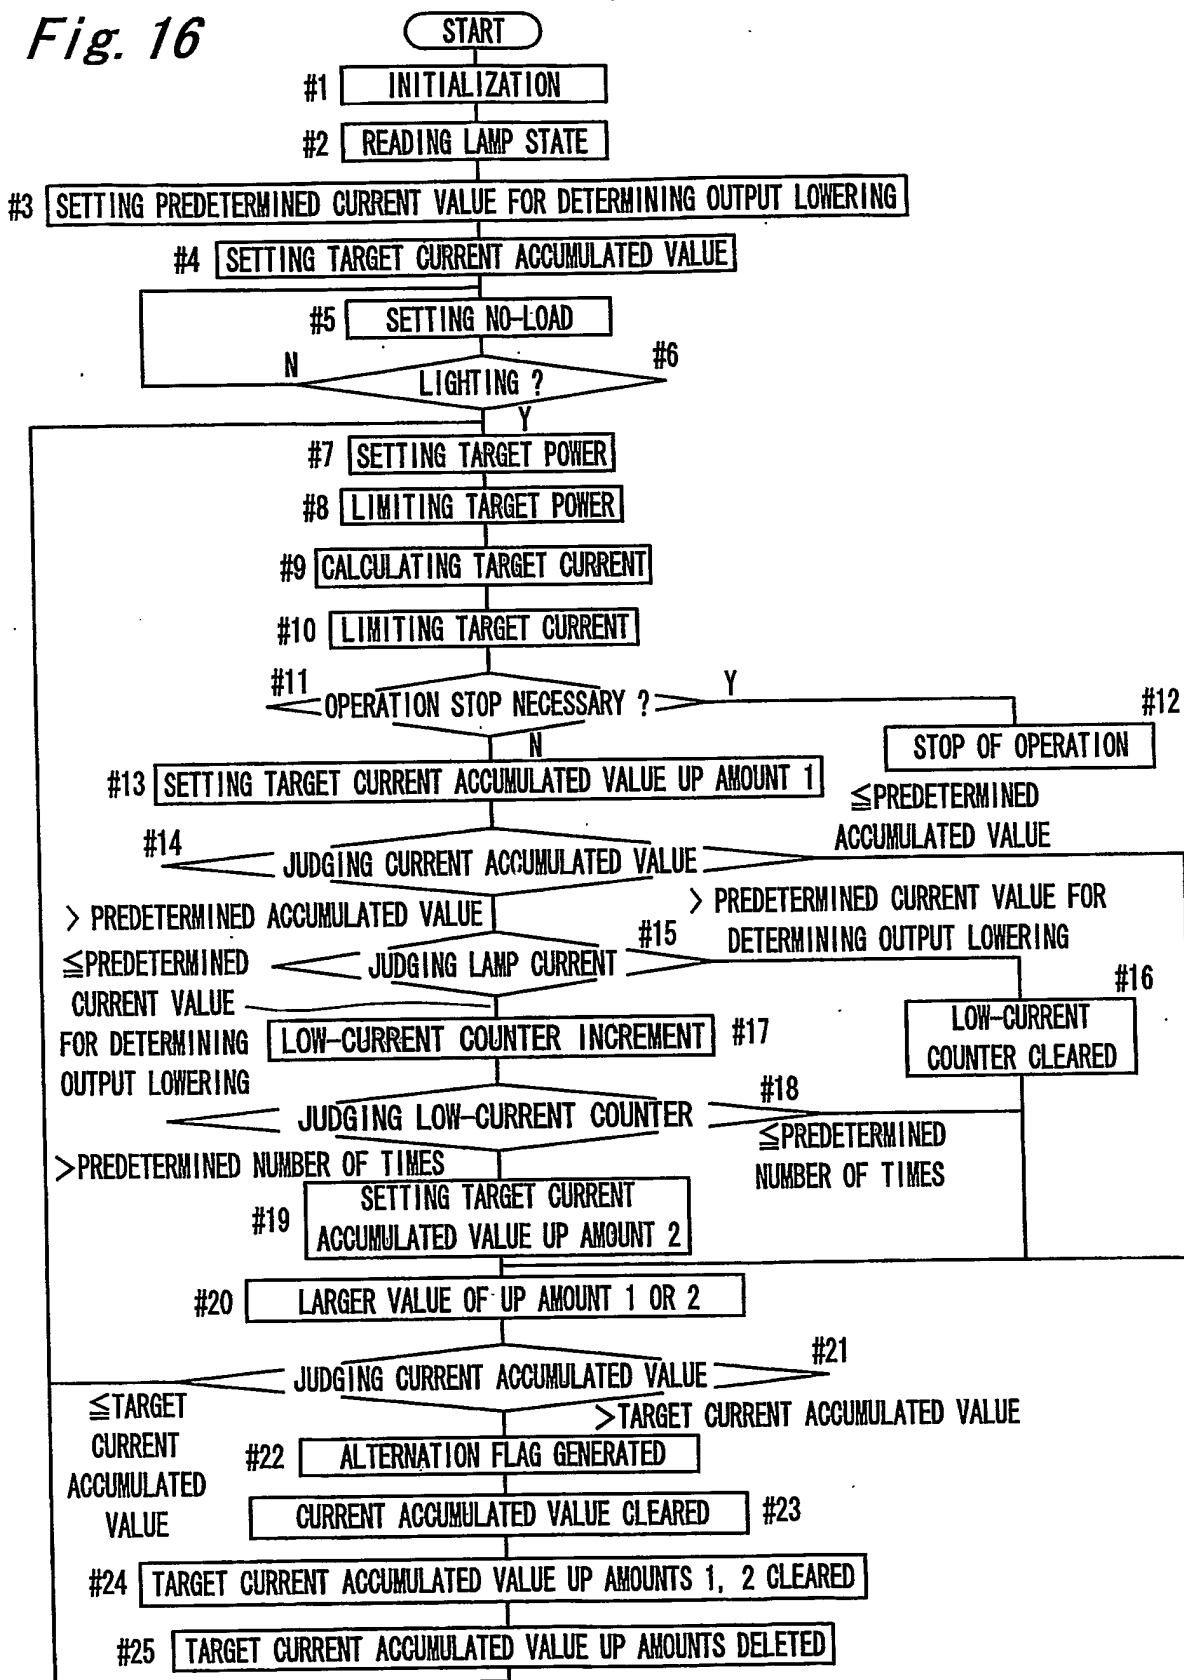 Fig. 16
START
#1 INITIALIZATION
#2 READING LAMP STATE
#3 SETTING PREDETERMINED CURRENT VALUE FOR DETERMINING OUTPUT LOWERING
#4 SETTING TARGET CURRENT ACCUMULATED VALUE
#5 SETTING NO-LOAD
#6
N
LIGHTING ?
Y
#7 SETTING TARGET POWER
#8 LIMITING TARGET POWER
#9 CALCULATING TARGET CURRENT
#10 LIMITING TARGET CURRENT
#11
OPERATION STOP NECESSARY ?
Y
#12
STOP OF OPERATION
N
#13 SETTING TARGET CURRENT ACCUMULATED VALUE UP AMOUNT 1
≦PREDETERMINED
ACCUMULATED VALUE
#14
JUDGING CURRENT ACCUMULATED VALUE
> PREDETERMINED ACCUMULATED VALUE
> PREDETERMINED CURRENT VALUE FOR
DETERMINING OUTPUT LOWERING
#15
JUDGING LAMP CURRENT
≦PREDETERMINED
CURRENT VALUE
FOR DETERMINING
OUTPUT LOWERING
#16
LOW-CURRENT
COUNTER CLEARED
LOW-CURRENT COUNTER INCREMENT #17
#18
JUDGING LOW-CURRENT COUNTER
≦PREDETERMINED
NUMBER OF TIMES
>PREDETERMINED NUMBER OF TIMES
#19
SETTING TARGET CURRENT
ACCUMULATED VALUE UP AMOUNT 2
#20 LARGER VALUE OF UP AMOUNT 1 OR 2
#21
JUDGING CURRENT ACCUMULATED VALUE
≦TARGET
CURRENT
ACCUMULATED
VALUE
>TARGET CURRENT ACCUMULATED VALUE
#22 ALTERNATION FLAG GENERATED
CURRENT ACCUMULATED VALUE CLEARED #23
#24 TARGET CURRENT ACCUMULATED VALUE UP AMOUNTS 1, 2 CLEARED
#25 TARGET CURRENT ACCUMULATED VALUE UP AMOUNTS DELETED